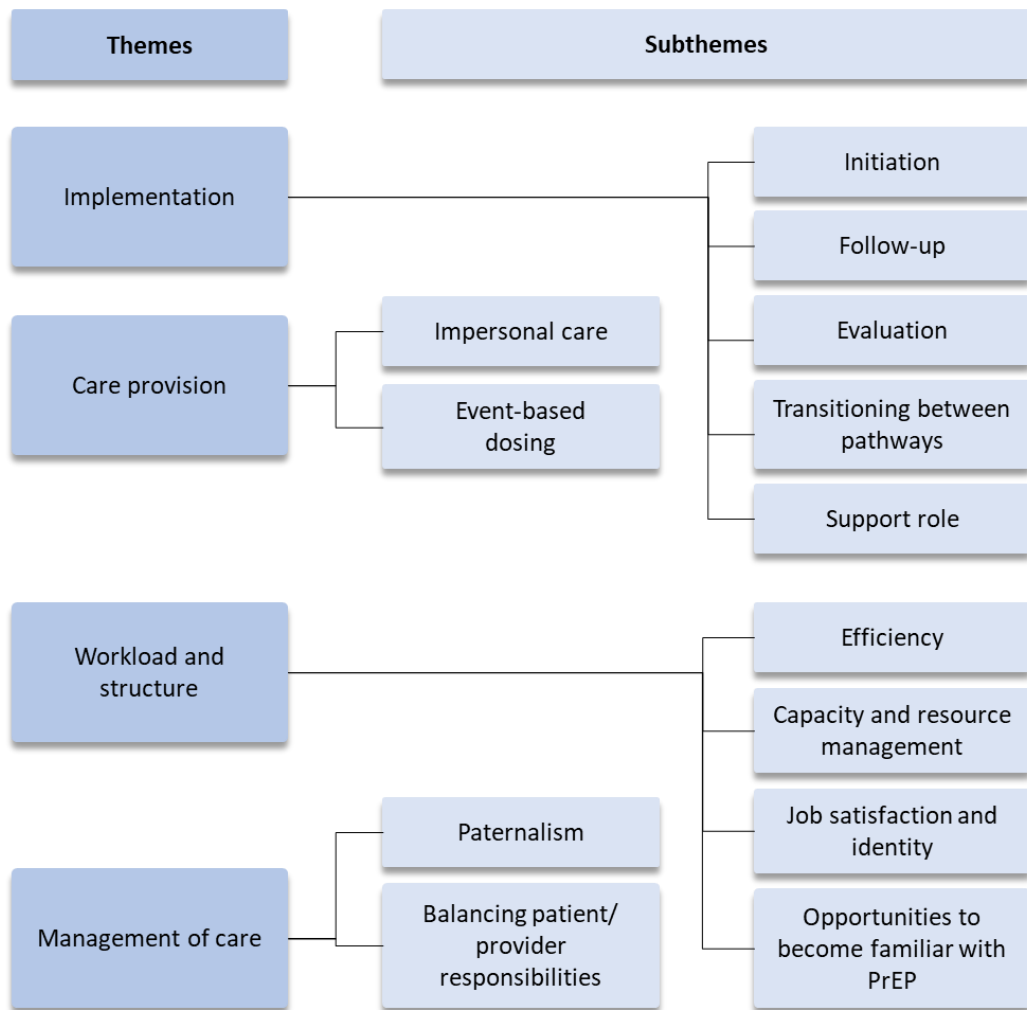 Themes
Subthemes
Implementation
Initiation
Follow-up
Evaluation
Transitioning between
pathways
Support role
Care provision
Impersonal care
Event-based
dosing
Workload and
structure
Efficiency
Capacity and resource
management
Job satisfaction and
identity
Opportunities to
become familiar with
PrEP
Management of care
Paternalism
Balancing patient/
provider
responsibilities